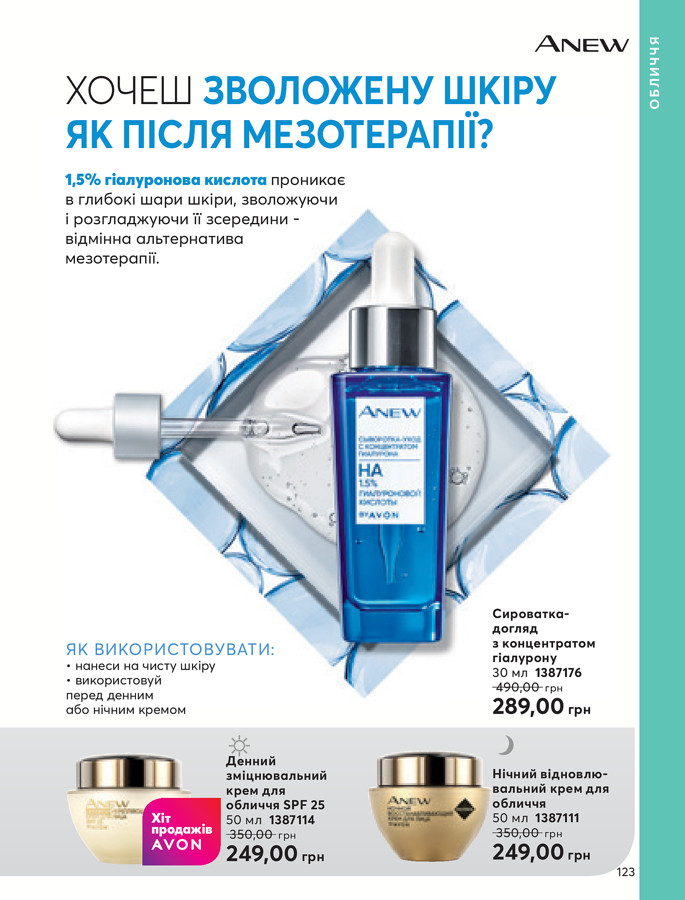 ANEW
ОБЛИЧЧЯ
ХОЧЕШ ЗВОЛОЖЕНУ ШКІРУ
ЯК ПІСЛЯ МЕЗОТЕРАПІЇ?
1,5% гіалуронова кислота проникає
в глибокі шари шкіри, зволожуючи
і розгладжуючи її зсередини -
відмінна альтернатива
мезотерапії.
ANEW
СЫВОРОТКА-УХОД
С КОНЦЕНТРАТОМ
ГИАЛУРОНА
HA
1.5%
ГИАЛУРОНОВОЙ
КИСЛОТЫ
BY AVON
ЯК ВИКОРИСТОВУВАТИ:
• нанеси на чисту шкіру
• використовуй
перед денним
або нічним кремом
Сироватка-
догляд
з концентратом
гіалурону
30 мл 1387176
490,00 грн
289,00 грн
ANEW
Хіт
продажів
AVON
Денний
зміцнювальний
крем для
обличчя SPF 25
50 мл 1387114
350,00 грн
249,00 грн
ANEW
НОЧНОЙ
ВОССТАНАВЛИВАЮЩИЙ
КРЕМ ДЛЯ ЛИЦА
Нічний відновлю-
вальний крем для
обличчя
50 мл 1387111
350,00 грн
249,00 грн
123